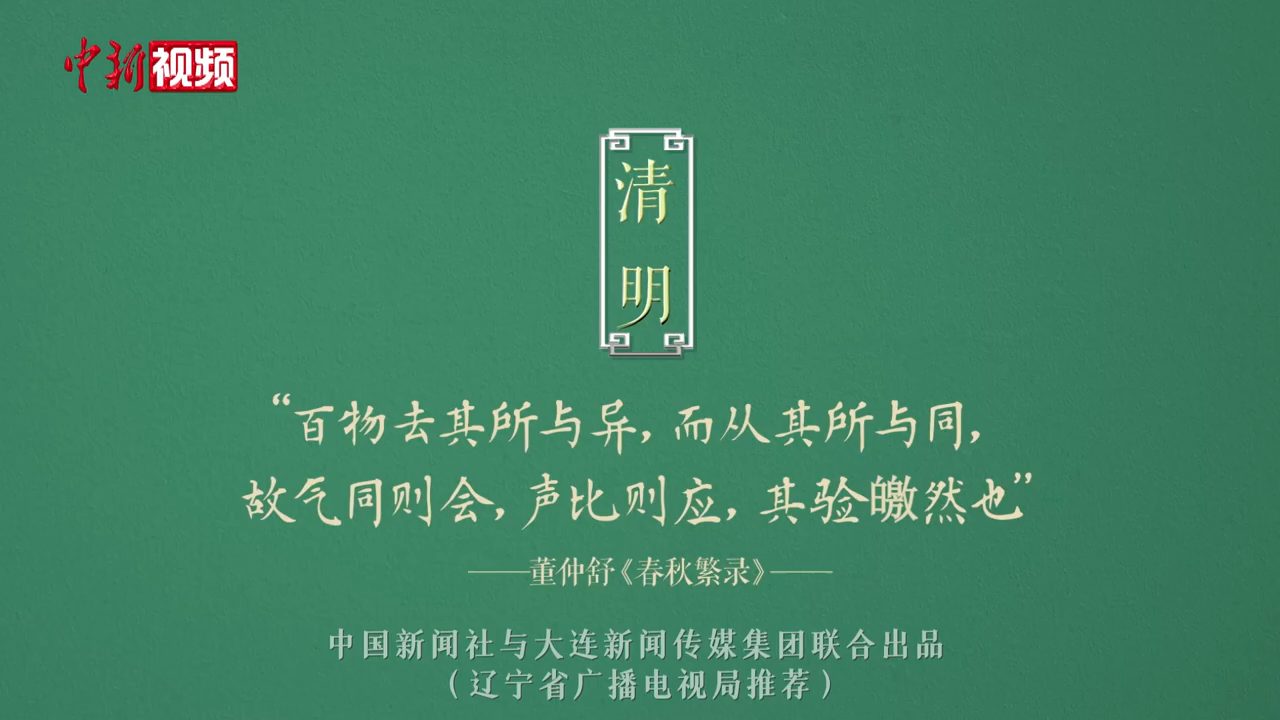 中新视频
清明
“百物去其所与异，而从其所与同，
故气同则会，声比则应，其验皦然也”
——董仲舒《春秋繁录》——
中国新闻社与大连新闻传媒集团联合出品
（辽宁省广播电视局推荐）